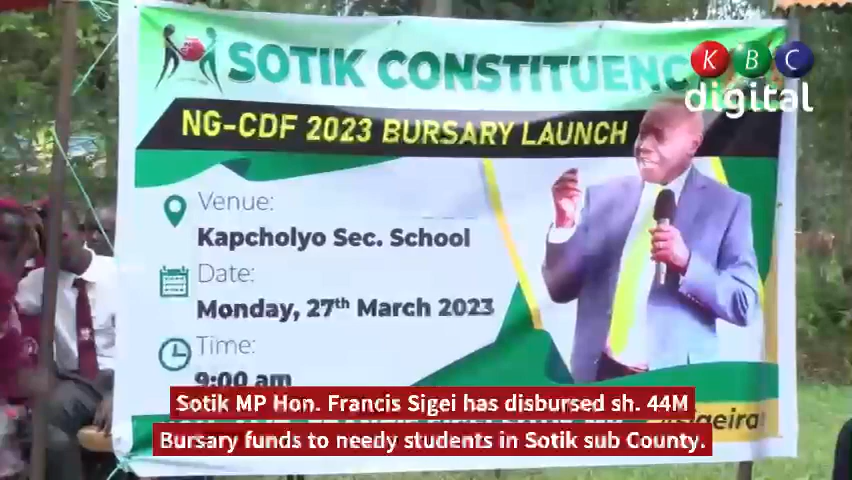 SOTIK CONSTITUENC
KBC
digital
NG-CDF 2023 BURSARY LAUNCH
Venue:
Kapcholyo Sec. School
Date:
Monday, 27th March 2023
Time:
9:00 am
Sotik MP Hon. Francis Sigei has disbursed sh. 44M
Bursary funds to needy students in Sotik sub County.